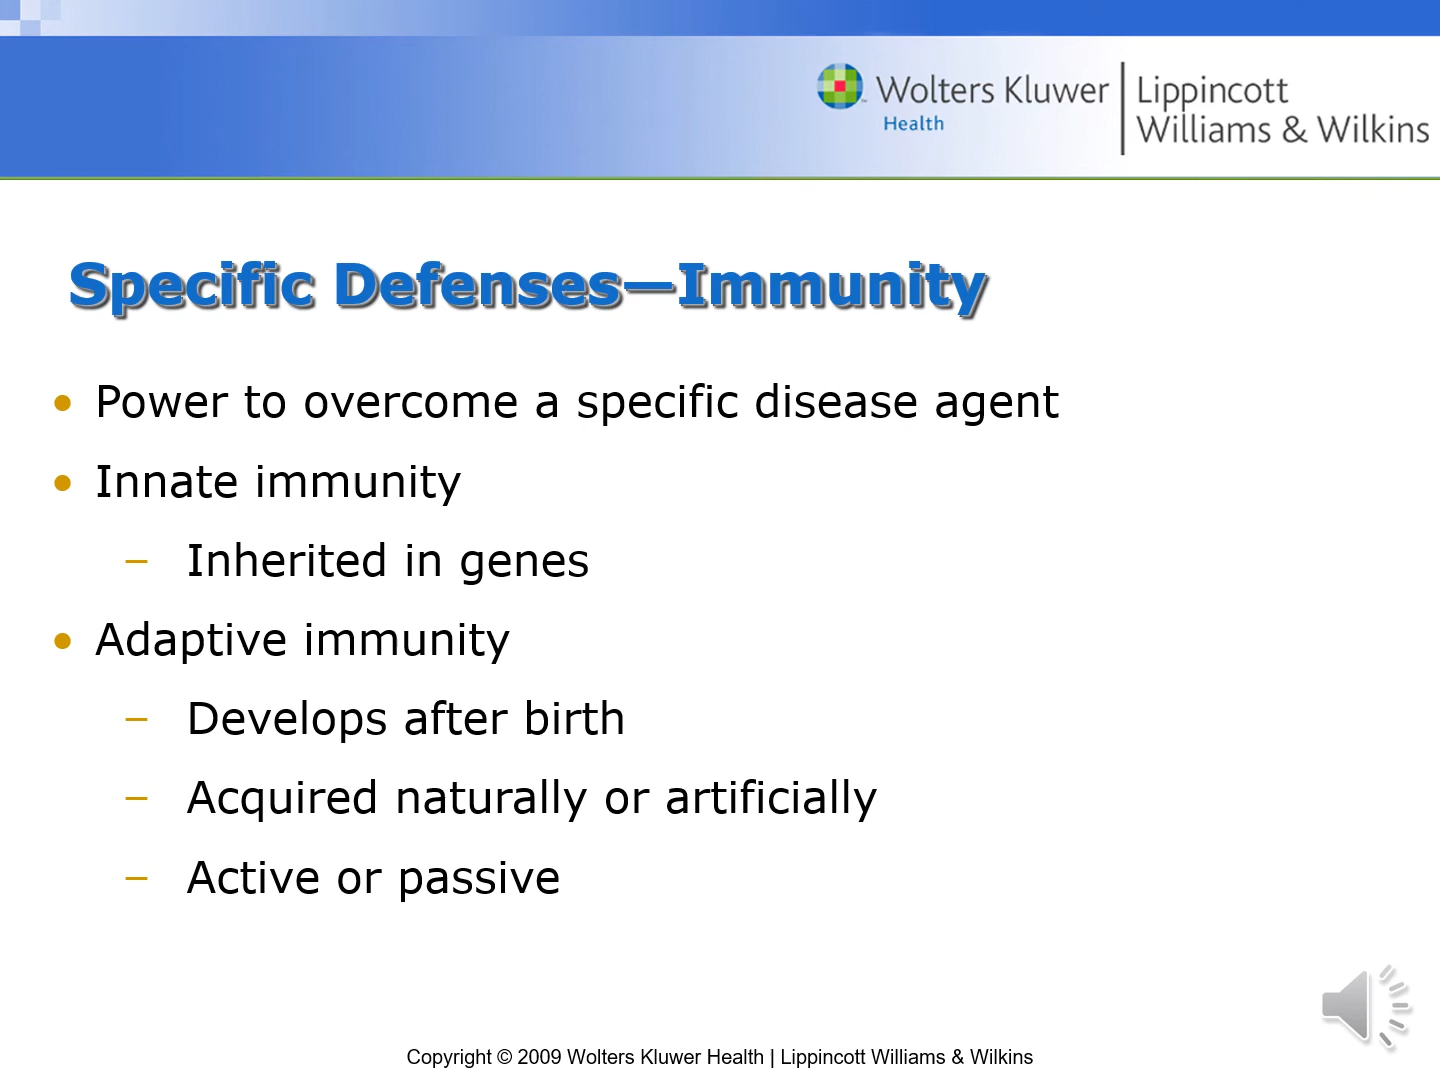 Wolters Kluwer
Health
Lippincott
Williams & Wilkins
Specific Defenses—Immunity
• Power to overcome a specific disease agent
• Innate immunity
– Inherited in genes
• Adaptive immunity
– Develops after birth
– Acquired naturally or artificially
– Active or passive
Copyright © 2009 Wolters Kluwer Health | Lippincott Williams & Wilkins